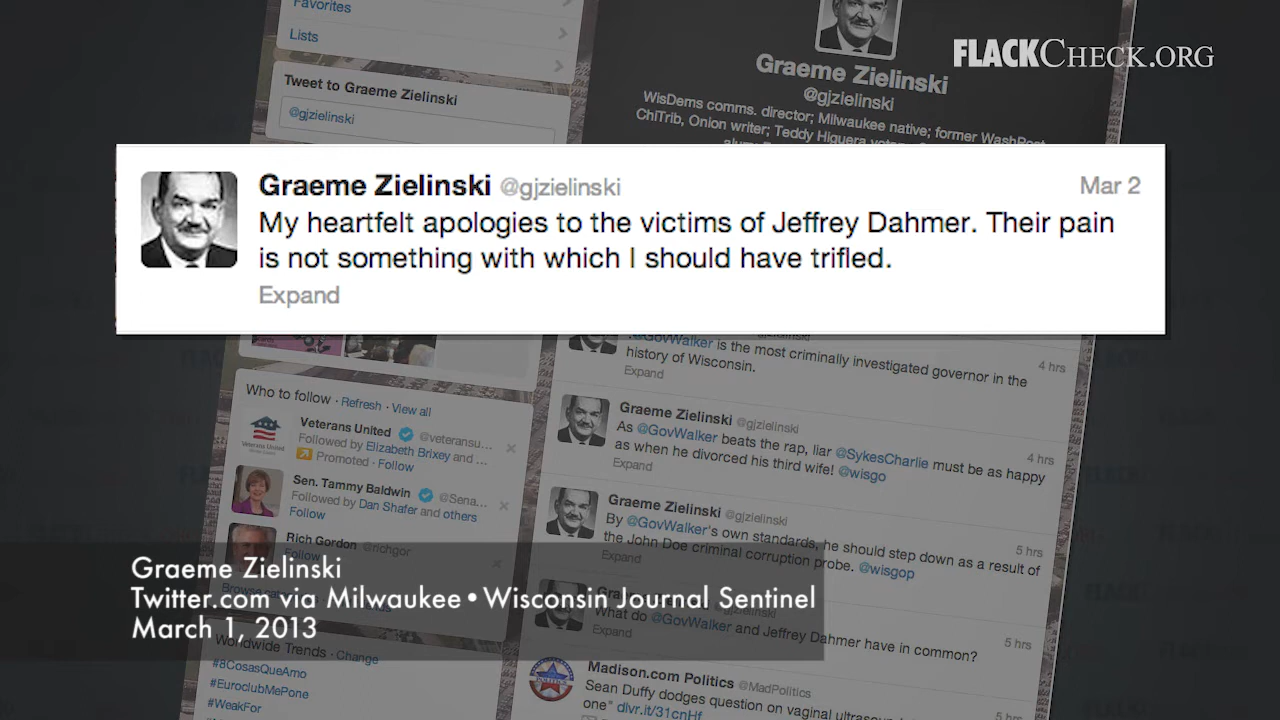 Favorites
Lists
Tweet to Graeme Zielinski
@gjzielinski
FLACKCHECK.ORG
Graeme Zielinski
@gjzielinski
WisDems comms. director; Milwaukee native; former WashPost,
ChiTrib, Onion writer; Teddy Higuera
Graeme Zielinski @gjzielinski Mar 2
My heartfelt apologies to the victims of Jeffrey Dahmer. Their pain
is not something with which I should have trifled.
Expand
.@GovWalker is the most criminally investigated governor in the 4 hrs
history of Wisconsin.
Expand
Who to follow · Refresh · View all
Veterans United @veteransu...
Followed by Elizabeth Brixey and ...
Promoted · Follow
Sen. Tammy Baldwin @Sena...
Followed by Dan Shafer and others
Follow
Rich Gordon @richgor
Follow
Graeme Zielinski @gjzielinski 4 hrs
As @GovWalker beats the rap, liar @SykesCharlie must be as happy
as when he divorced his third wife! @wisgo
Expand
Graeme Zielinski @gjzielinski 5 hrs
By @GovWalker's own standards, he should step down as a result of
the John Doe criminal corruption probe. @wisgop
Expand
@gjzielinski 5 hrs
What do @GovWalker and Jeffrey Dahmer have in common?
Expand
Graeme Zielinski
Twitter.com via Milwaukee•Wisconsin Journal Sentinel
March 1, 2013
Worldwide Trends · Change
#8CosasQueAmo
#EuroclubMePone
#WeakFor
Madison.com Politics @MadPolitics 5 hrs
Sean Duffy dodges question on vaginal
one" dlvr.it/31cnHf